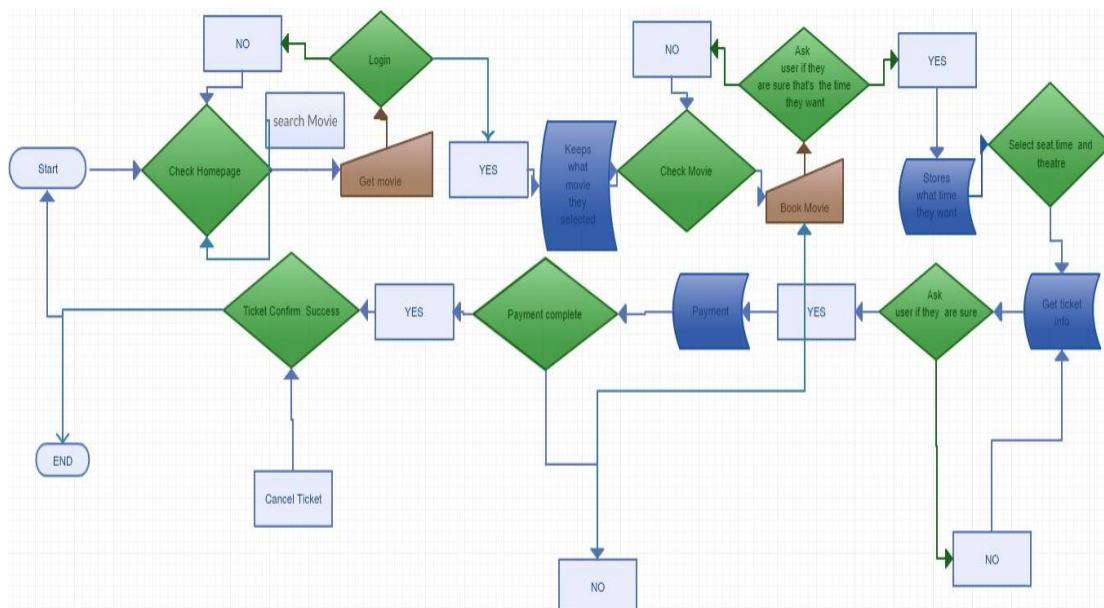 NO
Login
search Movie
Start
Check Homepage
Get movie
YES
Keeps
what
movie
they
selected
NO
Check Movie
Ask
user if they
are sure that's the time
they want
Book Movie
YES
Stores
what time
they want
Select seat.time and
theatre
Ticket Confirm Success
YES
Payment complete
Payment
YES
Ask
user if they are sure
Get ticket
info
END
Cancel Ticket
NO
NO